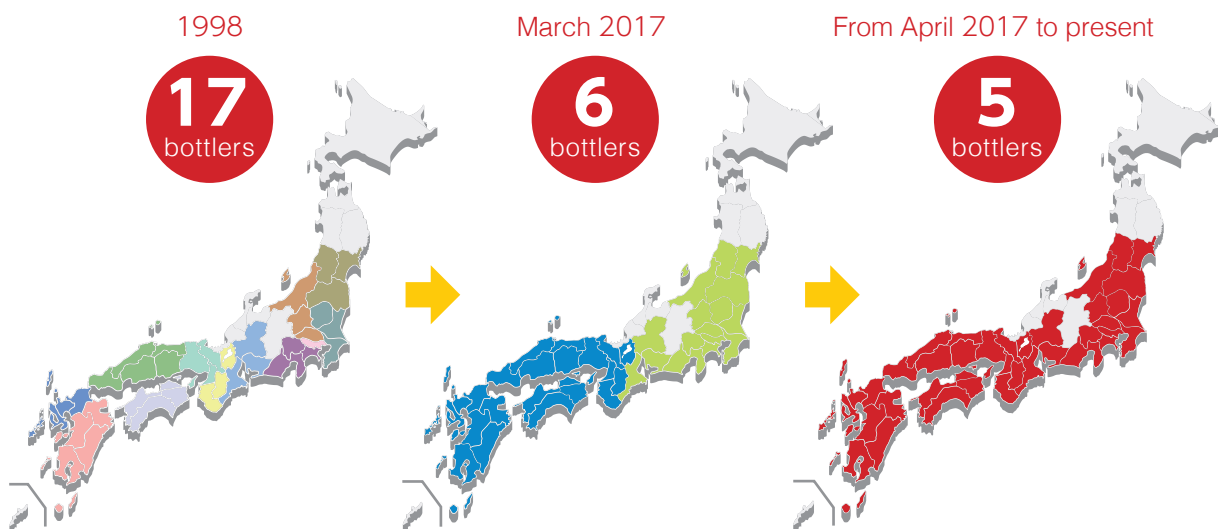 1998
17
bottlers
March 2017
6
bottlers
From April 2017 to present
5
bottlers